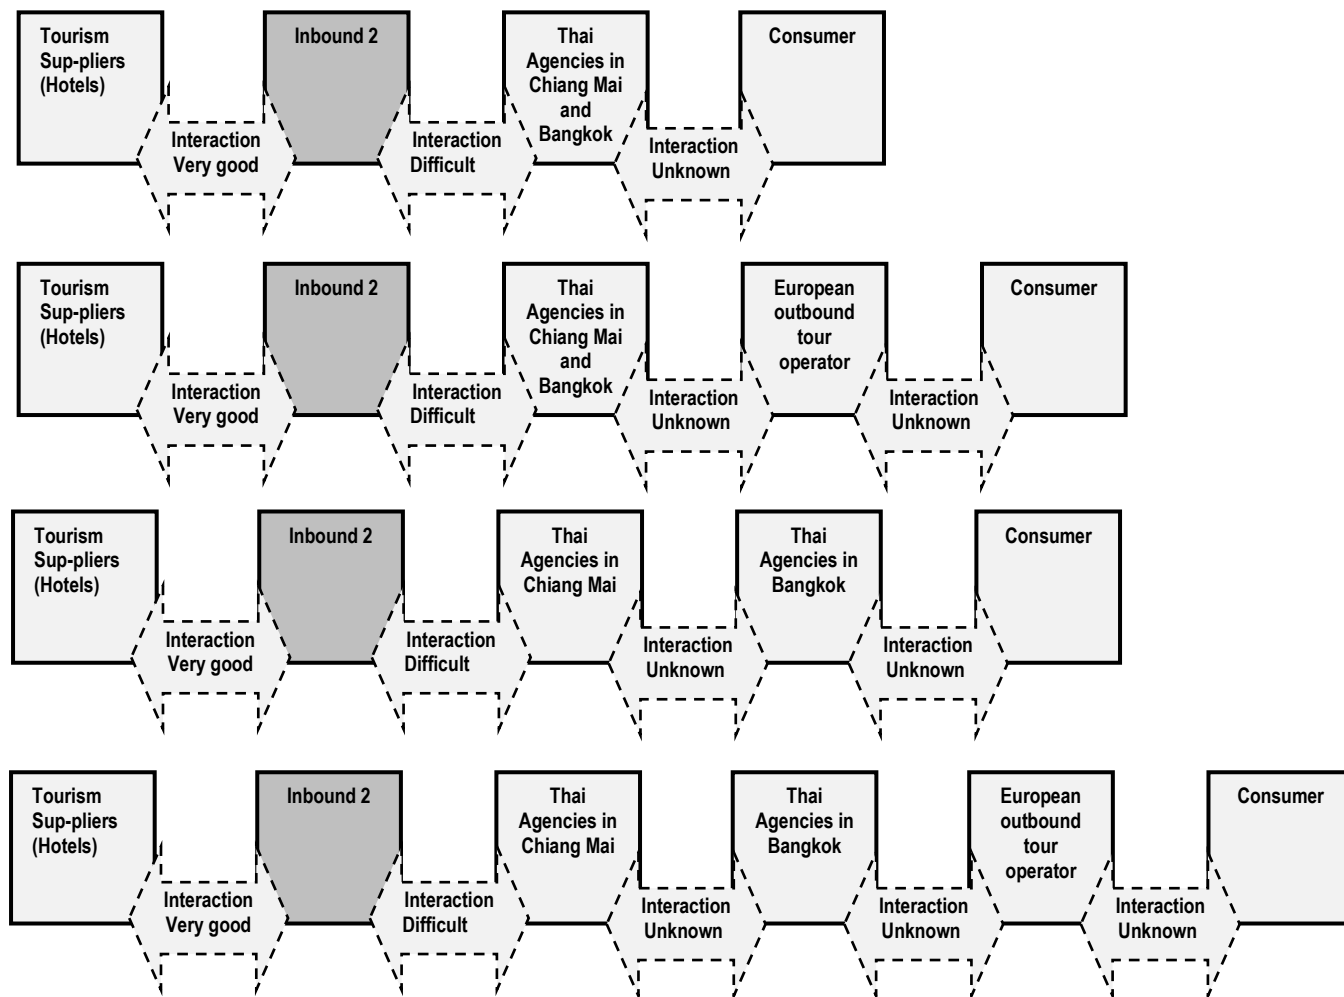 Tourism
Sup-pliers
(Hotels)
Interaction
Very good
Inbound 2
Interaction
Difficult
Thai
Agencies in
Chiang Mai
and
Bangkok
Interaction
Unknown
Consumer
Tourism
Sup-pliers
(Hotels)
Interaction
Very good
Inbound 2
Interaction
Difficult
Thai
Agencies in
Chiang Mai
and
Bangkok
Interaction
Unknown
European
outbound
tour
operator
Interaction
Unknown
Consumer
Tourism
Sup-pliers
(Hotels)
Interaction
Very good
Inbound 2
Interaction
Difficult
Thai
Agencies in
Chiang Mai
Interaction
Unknown
Thai
Agencies in
Bangkok
Interaction
Unknown
Consumer
Tourism
Sup-pliers
(Hotels)
Interaction
Very good
Inbound 2
Interaction
Difficult
Thai
Agencies in
Chiang Mai
Interaction
Unknown
Thai
Agencies in
Bangkok
Interaction
Unknown
European
outbound
tour
operator
Interaction
Unknown
Consumer